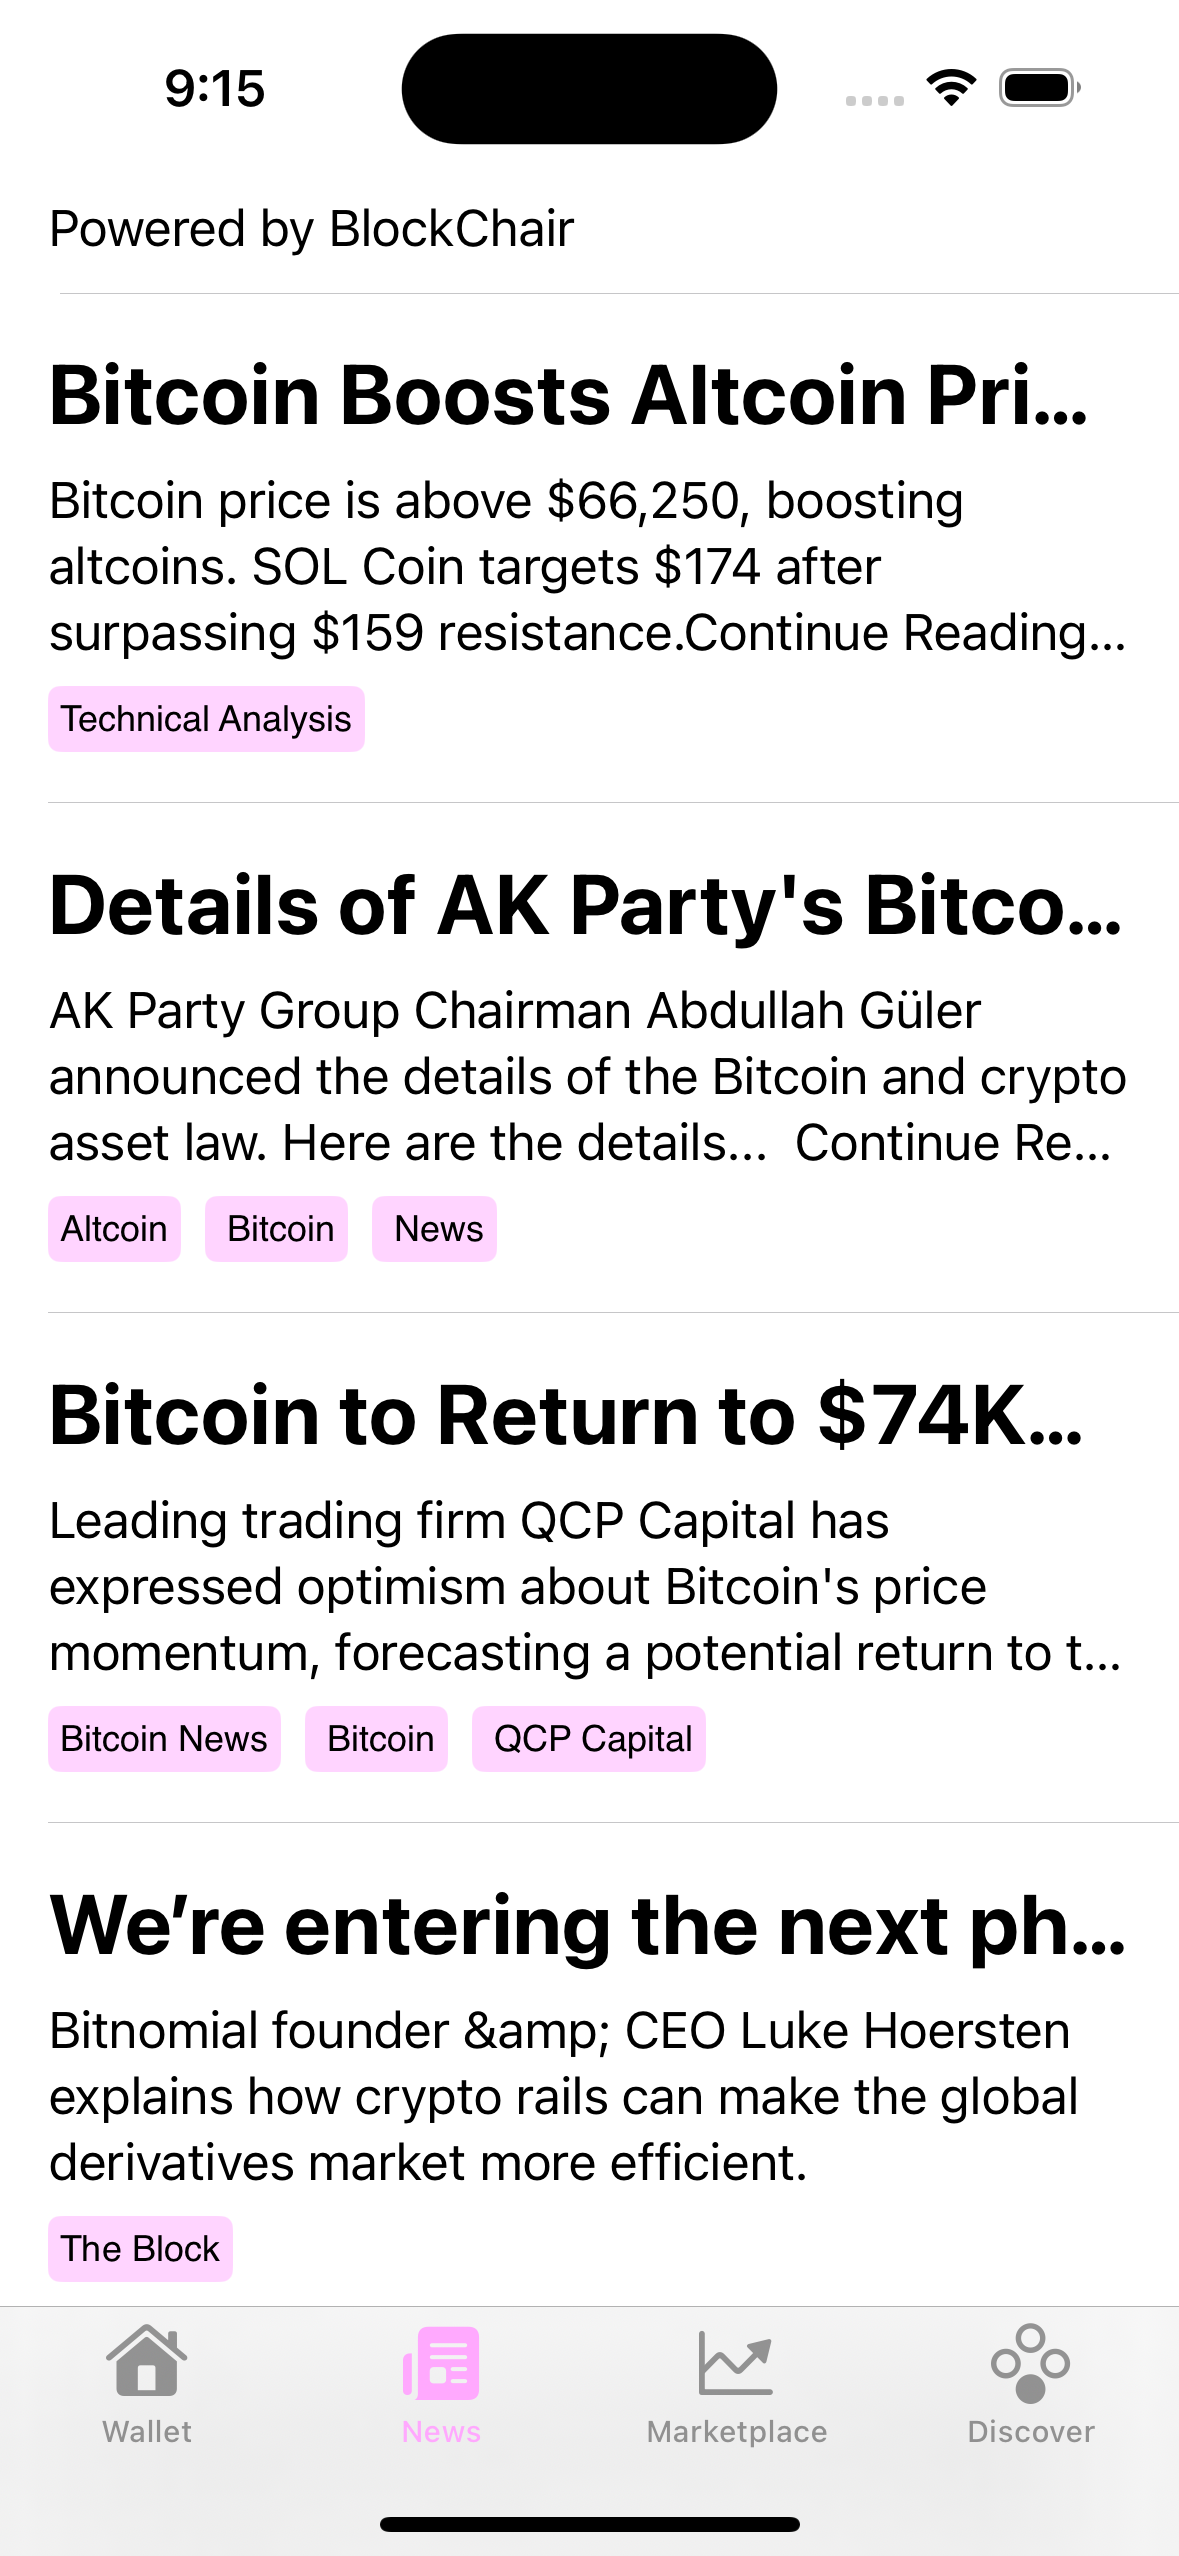 9:15
Powered by BlockChair
Bitcoin Boosts Altcoin Pri...
Bitcoin price is above $66,250, boosting
altcoins. SOL Coin targets $174 after
surpassing $159 resistance.Continue Reading...
Technical Analysis
Details of AK Party's Bitco...
AK Party Group Chairman Abdullah Güler
announced the details of the Bitcoin and crypto
asset law. Here are the details... Continue Re...
Altcoin Bitcoin News
Bitcoin to Return to $74K...
Leading trading firm QCP Capital has
expressed optimism about Bitcoin's price
momentum, forecasting a potential return to t...
Bitcoin News Bitcoin QCP Capital
We’re entering the next ph...
Bitnomial founder &amp; CEO Luke Hoersten
explains how crypto rails can make the global
derivatives market more efficient.
The Block
Wallet News Marketplace Discover